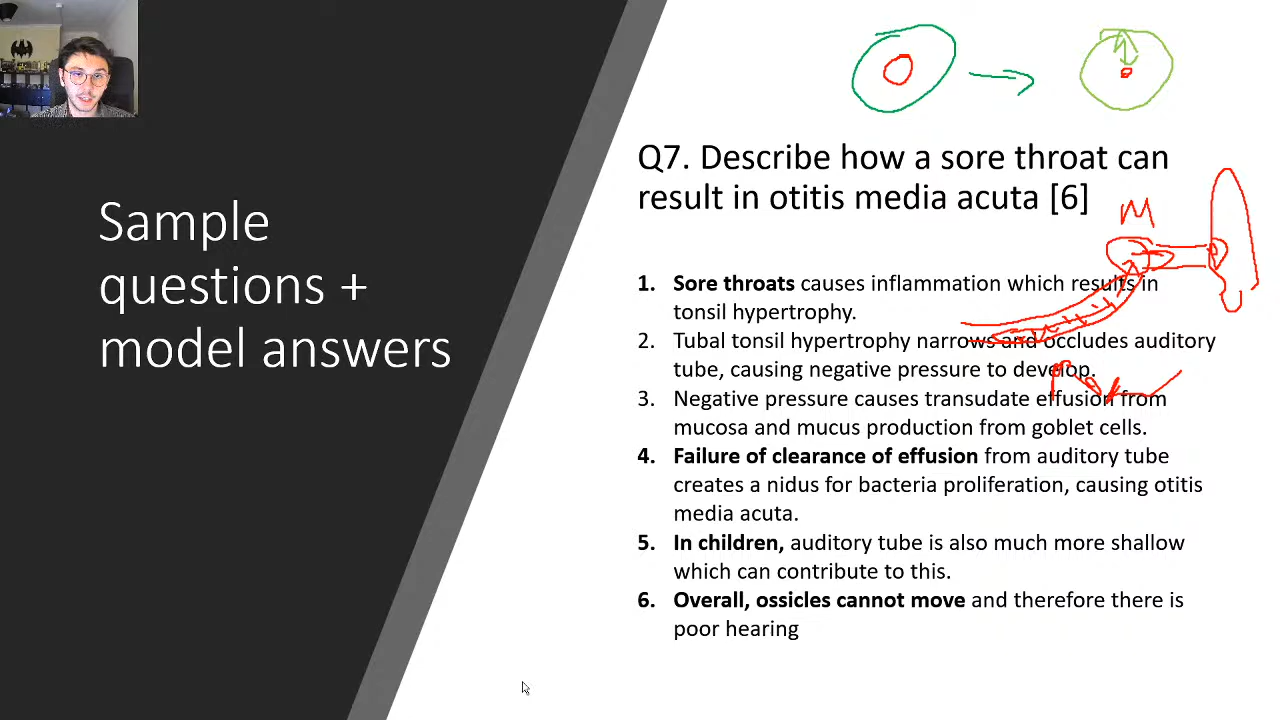 Sample
questions +
model answers
Q7. Describe how a sore throat can
result in otitis media acuta [6]
M
1. Sore throats causes inflammation which results in
tonsil hypertrophy.
2. Tubal tonsil hypertrophy narrows and occludes auditory
tube, causing negative pressure to develop.
3. Negative pressure causes transudate effusion from
mucosa and mucus production from goblet cells.
4. Failure of clearance of effusion from auditory tube
creates a nidus for bacteria proliferation, causing otitis
media acuta.
5. In children, auditory tube is also much more shallow
which can contribute to this.
6. Overall, ossicles cannot move and therefore there is
poor hearing